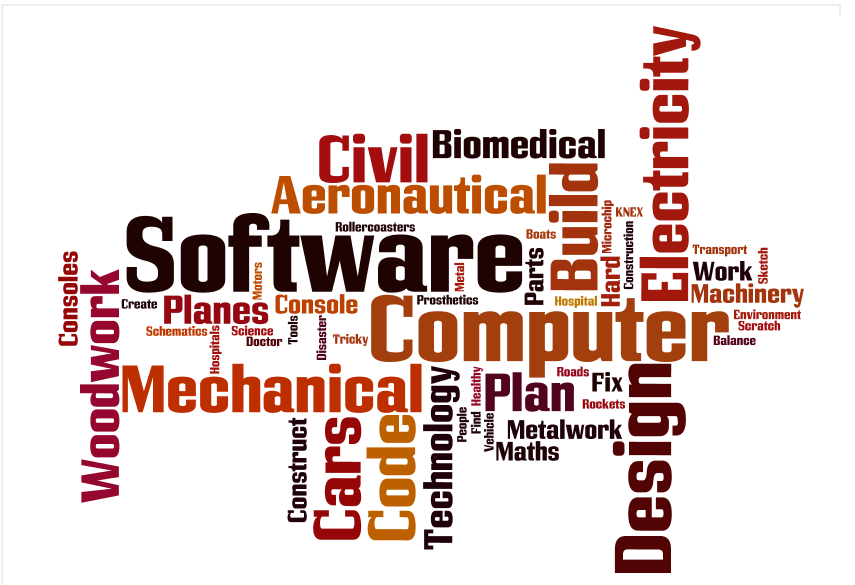 Electricity
Civil
Biomedical
Aeronautical
Build
Software
Rollercoasters
Boats
Microchip
KNEX
Construction
Consoles
Woodwork
Create
Planes
Motors
Console
Metal
Prosthetics
Parts
Hospital
Hard
Transport
Work
Sketch
Machinery
Schematics
Hospitals
Science
Doctor
Tools
Disaster
Tricky
Computer
Environment
Scratch
Balance
Mechanical
Technology
Healthy
Plan
Roads
Fix
Rockets
Design
Construct
Cars
Code
People
Find
Vehicle
Metalwork
Maths